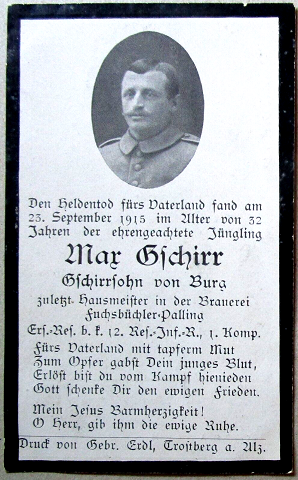 Den Heldentod fürs Vaterland fand am
23. September 1915 im Alter von 32
Jahren der ehrengeachtete Jüngling
Max Gschirr
Gschirrsohn von Burg
zuletzt Hausmeister in der Brauerei
Fuchsbüchler-Palling
Ers.-Res. b. k. 12. Res.-Inf.-R., 1. Komp.
Fürs Vaterland mit tapferm Mut
Zum Opfer gabst Dein junges Blut,
Erlöst bist du vom Kampf hienieden
Gott schenke Dir den ewigen Frieden.
Mein Jesus Barmherzigkeit!
O Herr, gib ihm die ewige Ruhe.
Druck von Gebr. Erdl, Trostberg a. Alz.